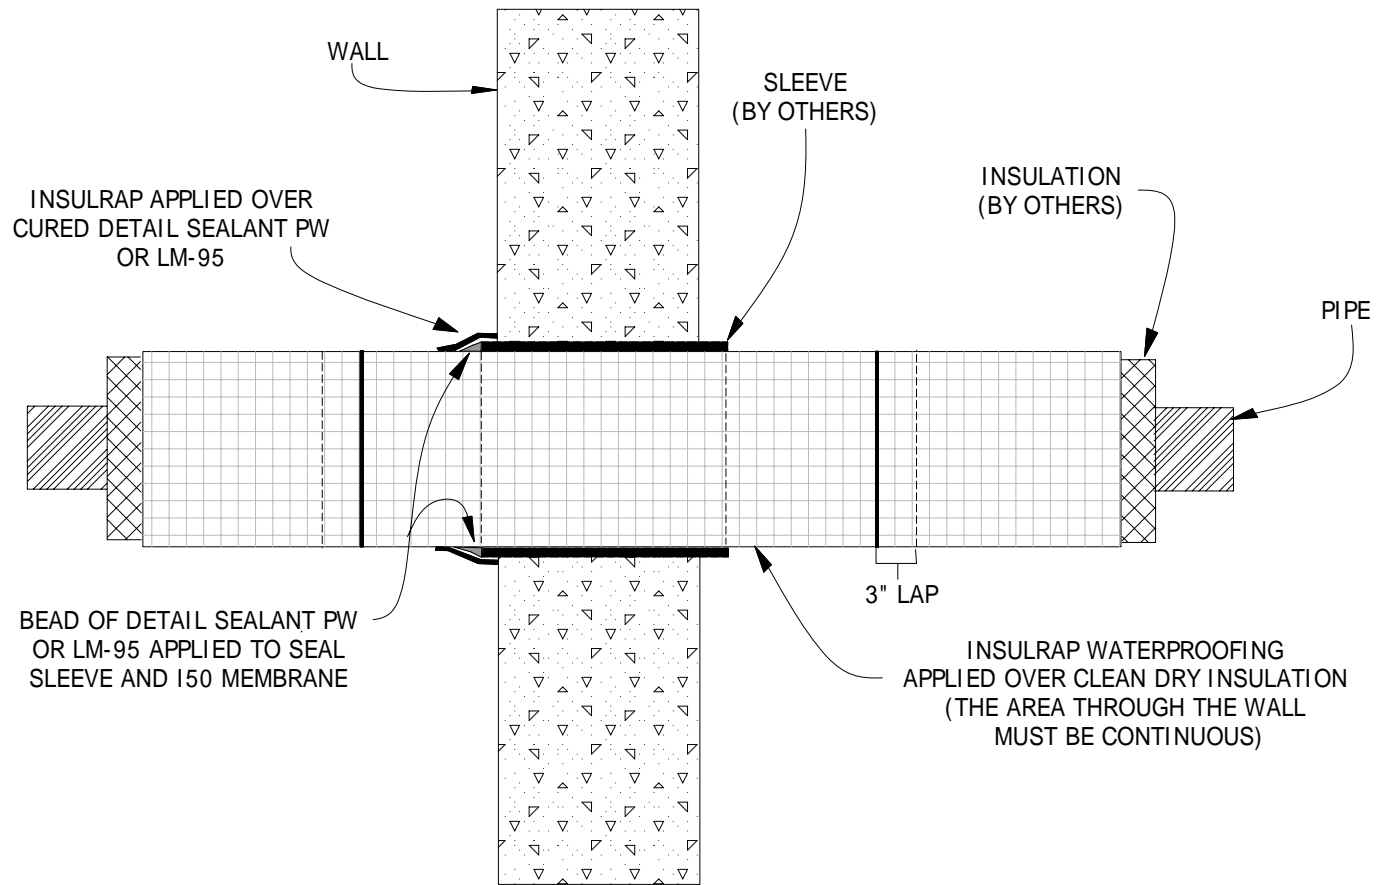 WALL
SLEEVE
(BY OTHERS)
INSULATION
(BY OTHERS)
INSULRAP APPLIED OVER
CURED DETAIL SEALANT PW
OR LM-95
PIPE
3" LAP
BEAD OF DETAIL SEALANT PW
OR LM-95 APPLIED TO SEAL
SLEEVE AND I50 MEMBRANE
INSULRAP WATERPROOFING
APPLIED OVER CLEAN DRY INSULATION
(THE AREA THROUGH THE WALL
MUST BE CONTINUOUS)